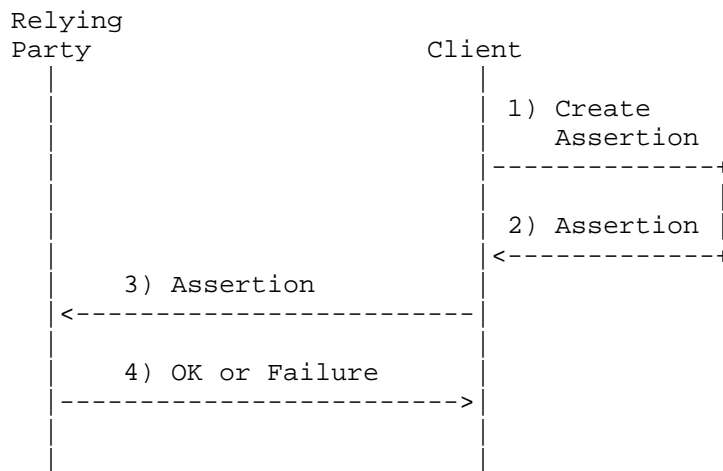 Relying
Party Client
1) Create
Assertion
2) Assertion
3) Assertion
4) OK or Failure